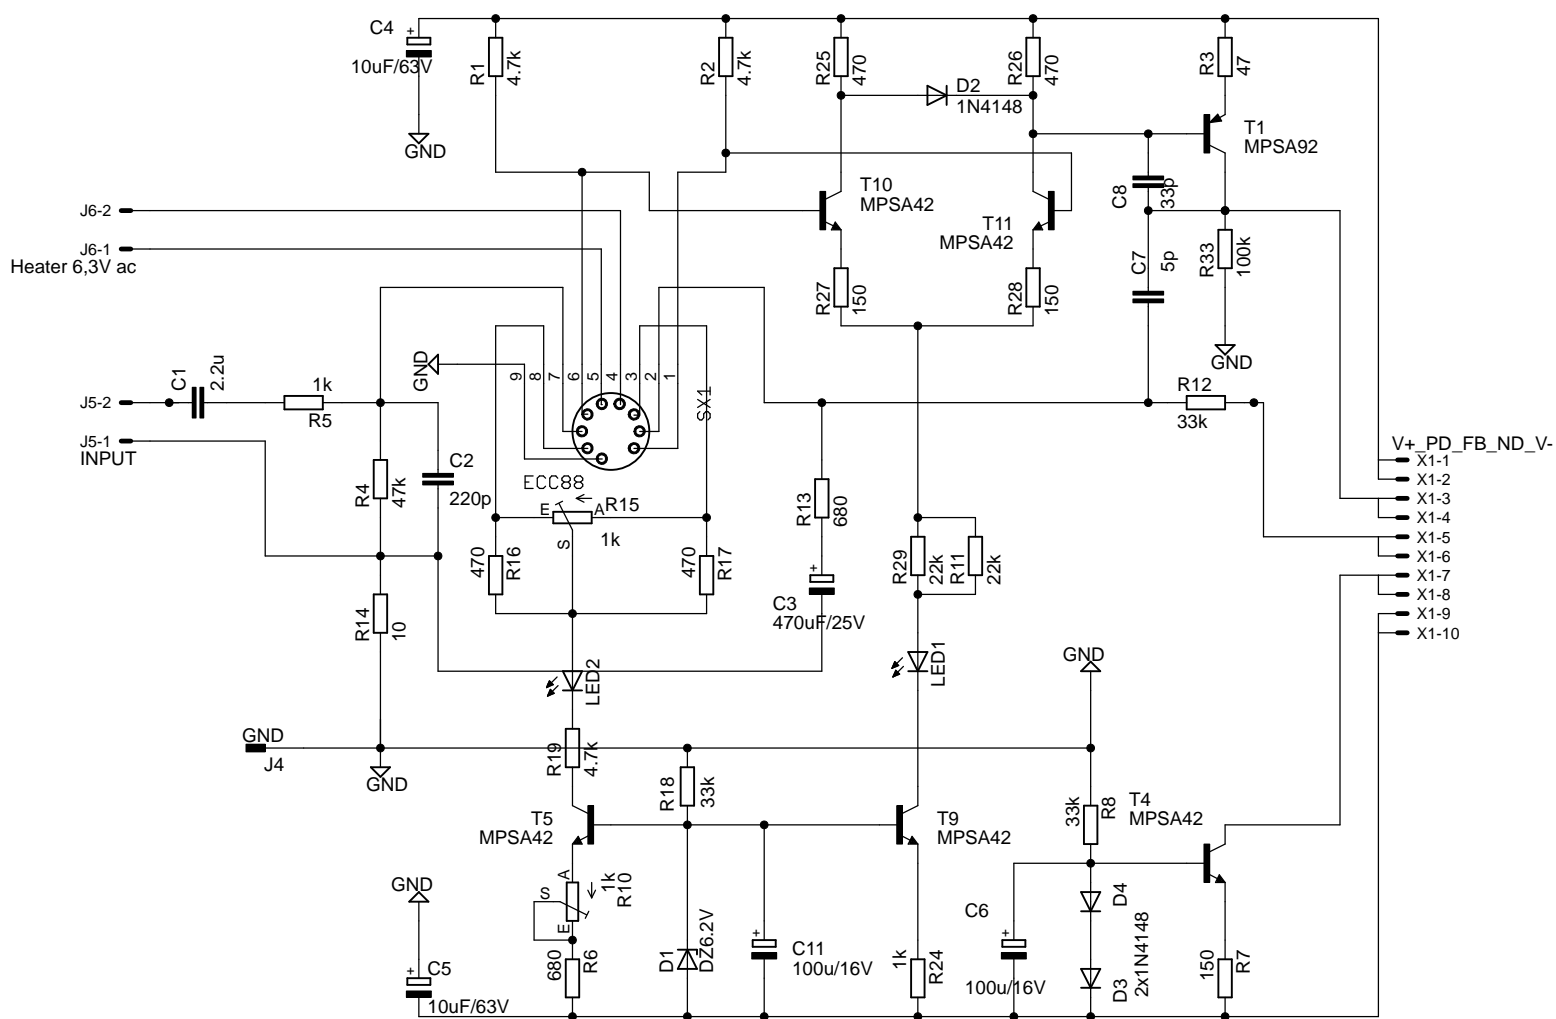 C4
+
10uF/63V
GND
R1
4.7k
R2
4.7k
R25
470
D2
1N4148
R26
470
R3
47
T1
MPSA92
T10
MPSA42
T11
MPSA42
C8
33p
C7
5p
R33
100k
GND
R27
150
R28
150
J6-2
J6-1
Heater 6,3V ac
GND
9
8
7
6
5
4
3
2
1
SX1
ECC88
C1
2.2u
1k
R5
J5-2
J5-1
INPUT
R4
47k
C2
220p
R14
10
E
A
S
R15
1k
470
R16
470
R17
R13
680
+
C3
470uF/25V
R12
33k
R29
22k
R11
22k
V+_PD_FB_ND_V-
X1-1
X1-2
X1-3
X1-4
X1-5
X1-6
X1-7
X1-8
X1-9
X1-10
LED2
LED1
GND
GND
J4
GND
R19
4.7k
R18
33k
T5
MPSA42
T9
MPSA42
33k
R8
T4
MPSA42
GND
+
C5
10uF/63V
A
S
E
1k
R10
680
R6
D1
DZ6.2V
+
C11
100u/16V
1k
R24
C6
+
100u/16V
D4
D3
2x1N4148
150
R7